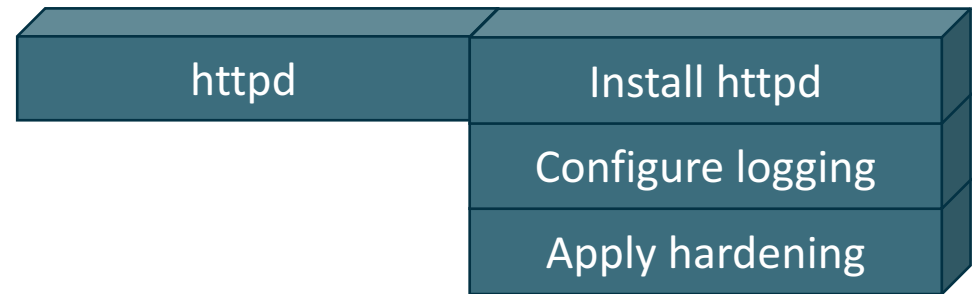 httpd
Install httpd
Configure logging
Apply hardening